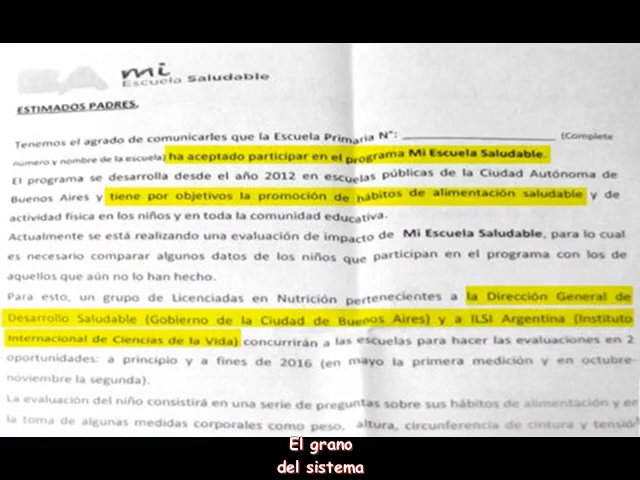 BA mi
Escuela Saludable
ESTIMADOS PADRES.
Tenemos el agrado de comunicarles que la Escuela Primaria N°: ____________________ (Complete
número y nombre de la escuela) ha aceptado participar en el programa Mi Escuela Saludable.
El programa se desarrolla desde el año 2012 en escuelas públicas de la Ciudad Autónoma de
Buenos Aires y tiene por objetivos la promoción de hábitos de alimentación saludable y de
actividad física en los niños y en toda la comunidad educativa.
Actualmente se está realizando una evaluación de impacto de Mi Escuela Saludable, para lo cual
es necesario comparar algunos datos de los niños que participan en el programa con los de
aquellos que aún no lo han hecho.
Para esto, un grupo de Licenciadas en Nutrición pertenecientes a la Dirección General de
Desarrollo Saludable (Gobierno de la Ciudad de Buenos Aires) y a ILSI Argentina (Instituto
Internacional de Ciencias de la Vida) concurrirán a las escuelas para hacer las evaluaciones en 2
oportunidades: a principio y a fines de 2016 (en mayo la primera medición y en octubre-
noviembre la segunda).
La evaluación del niño consistirá en una serie de preguntas sobre sus hábitos de alimentación y en
la toma de algunas medidas corporales como peso, altura, circunferencia de cintura y tensión
El grano
del sistema